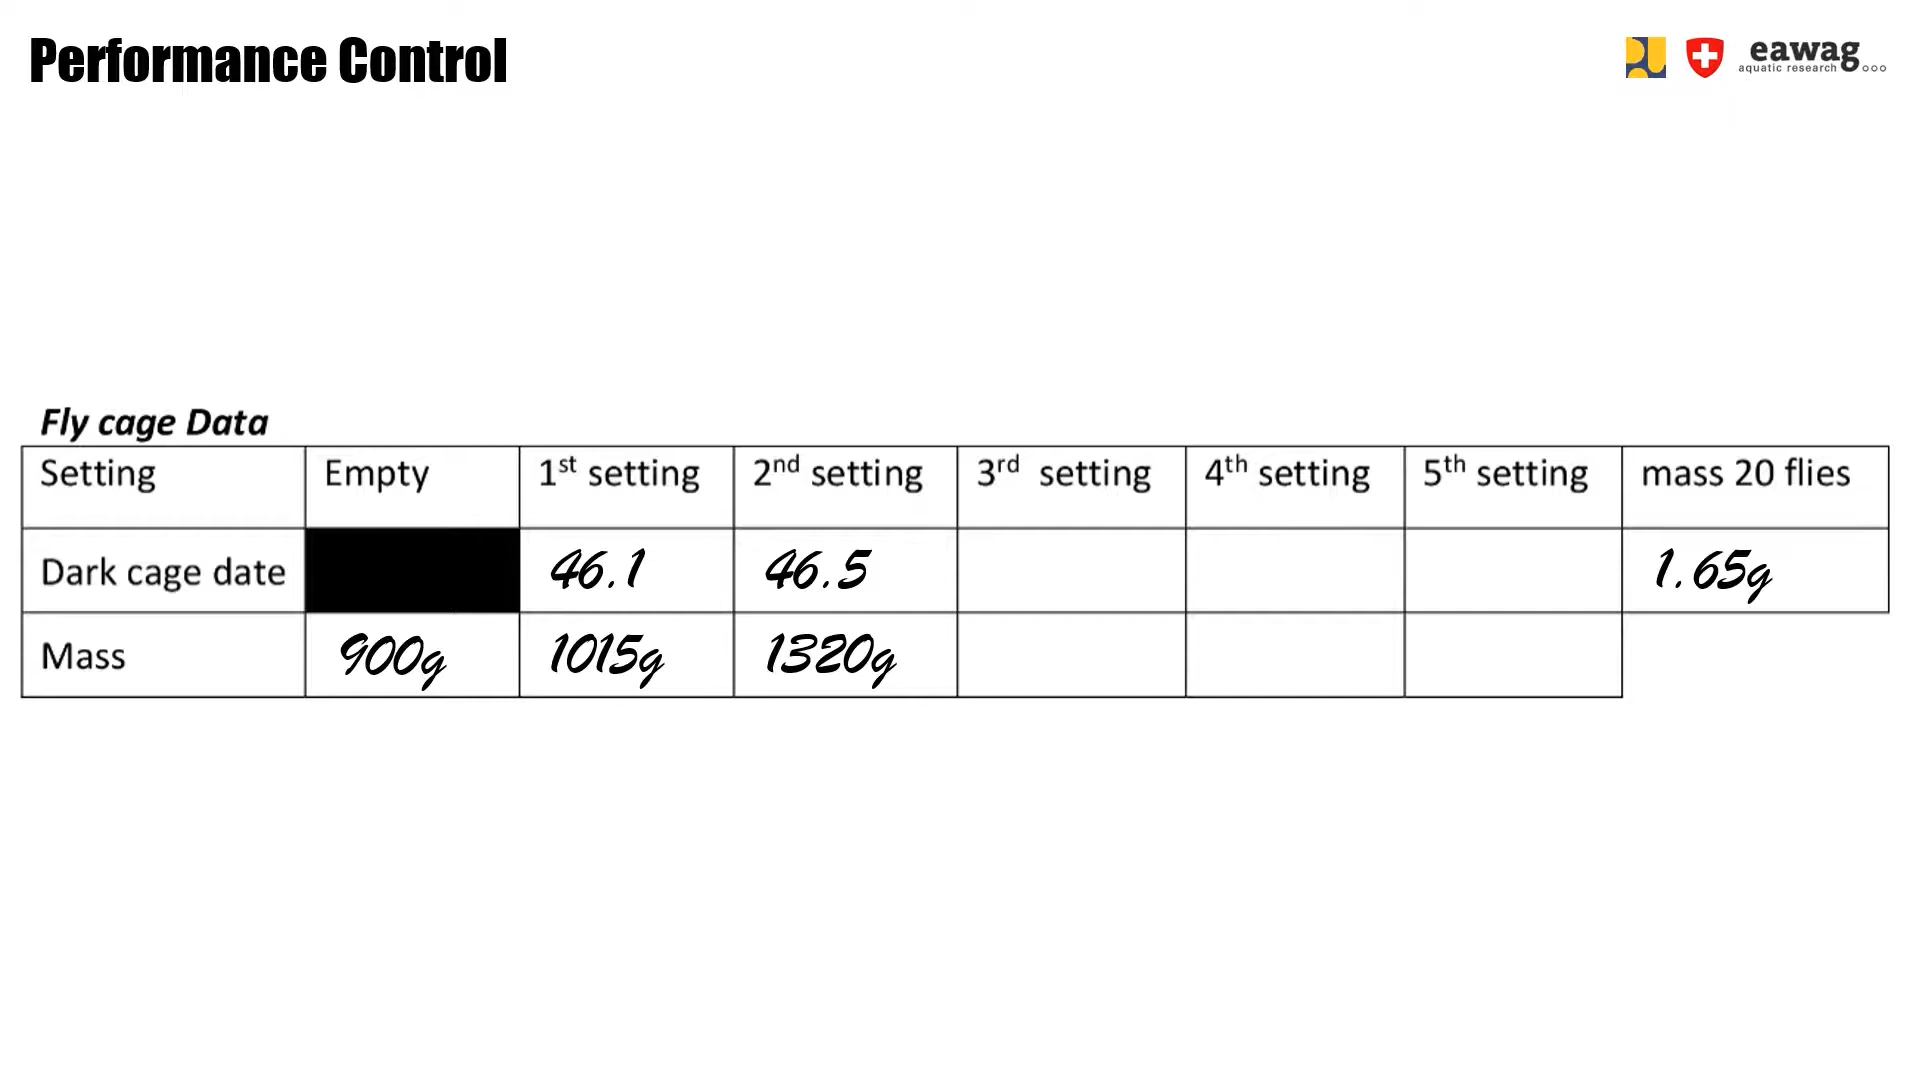 Performance Control
eawag
aquatic research
Fly cage Data
Setting Empty 1st setting 2nd setting 3rd setting 4th setting 5th setting mass 20 flies
Dark cage date 46.1 46.5 1.65g
Mass 900g 1015g 1320g